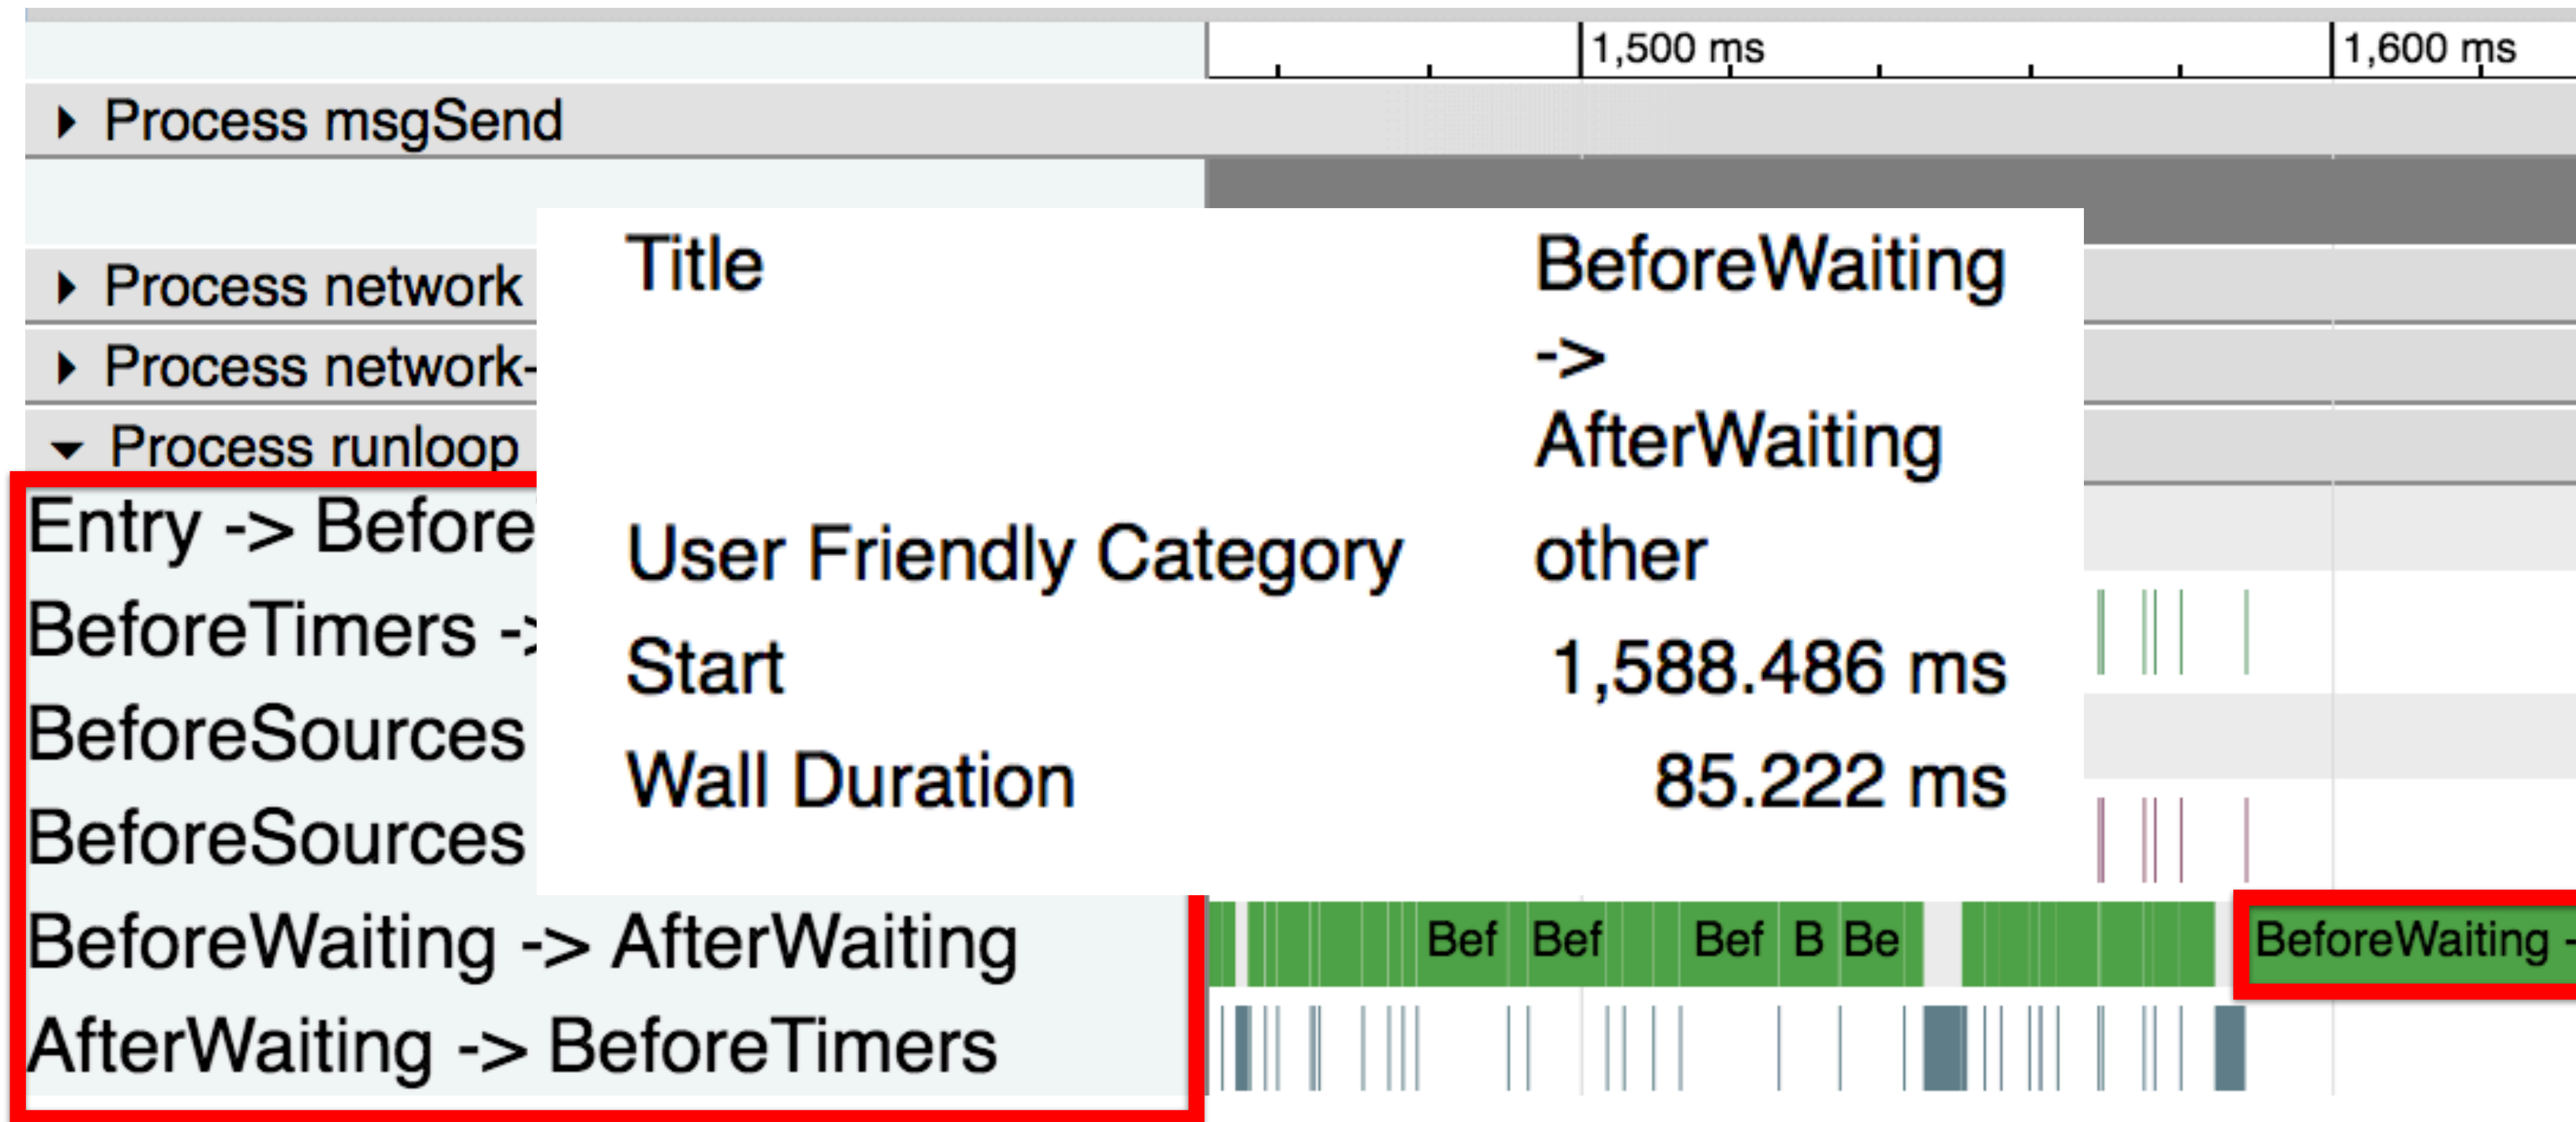 1,500 ms 1,600 ms
Process msgSend
Process network
Process network-
Process runloop
Title BeforeWaiting
->
AfterWaiting
User Friendly Category other
Start 1,588.486 ms
Wall Duration 85.222 ms
Entry -> Before
BeforeTimers ->
BeforeSources
BeforeSources
BeforeWaiting -> AfterWaiting
Bef Bef Bef B Be BeforeWaiting -
AfterWaiting -> BeforeTimers